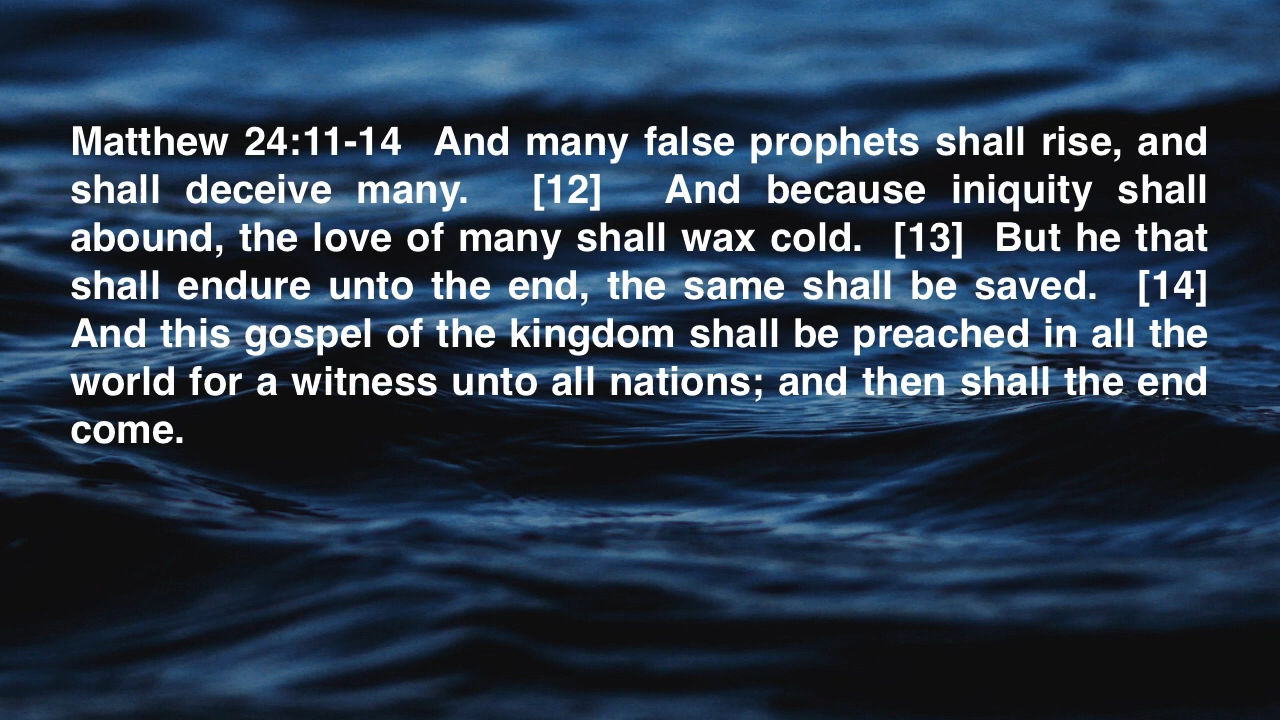 Matthew 24:11-14 And many false prophets shall rise, and
shall deceive many. [12] And because iniquity shall
abound, the love of many shall wax cold. [13] But he that
shall endure unto the end, the same shall be saved. [14]
And this gospel of the kingdom shall be preached in all the
world for a witness unto all nations; and then shall the end
come.